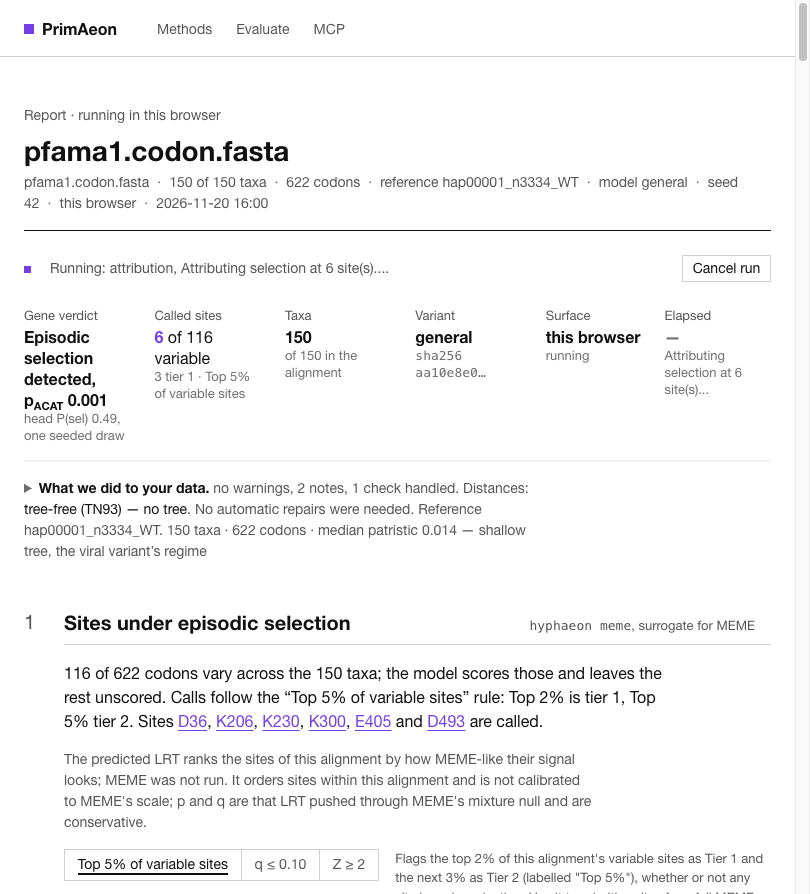 PrimAeon Methods Evaluate MCP
Report · running in this browser
pfama1.codon.fasta
pfama1.codon.fasta · 150 of 150 taxa · 622 codons · reference hap00001_n3334_WT · model general · seed
42 · this browser · 2026-11-20 16:00
Running: attribution, Attributing selection at 6 site(s).... Cancel run
Gene verdict
Episodic
selection
detected,
pACAT 0.001
head P(sel) 0.49,
one seeded draw
Called sites
6 of 116
variable
3 tier 1 · Top 5%
of variable sites
Taxa
150
of 150 in the
alignment
Variant
general
sha256
aa10e8e0…
Surface
this browser
running
Elapsed
—
Attributing
selection at 6
site(s)...
▶ What we did to your data. no warnings, 2 notes, 1 check handled. Distances:
tree-free (TN93) — no tree. No automatic repairs were needed. Reference
hap00001_n3334_WT. 150 taxa · 622 codons · median patristic 0.014 — shallow
tree, the viral variant’s regime
1 Sites under episodic selection hyphaeon meme, surrogate for MEME
116 of 622 codons vary across the 150 taxa; the model scores those and leaves the
rest unscored. Calls follow the “Top 5% of variable sites” rule: Top 2% is tier 1, Top
5% tier 2. Sites D36, K206, K230, K300, E405 and D493 are called.
The predicted LRT ranks the sites of this alignment by how MEME-like their signal
looks; MEME was not run. It orders sites within this alignment and is not calibrated
to MEME's scale; p and q are that LRT pushed through MEME's mixture null and are
conservative.
Top 5% of variable sites q ≤ 0.10 Z ≥ 2
Flags the top 2% of this alignment's variable sites as Tier 1 and
the next 3% as Tier 2 (labelled "Top 5%"), whether or not any